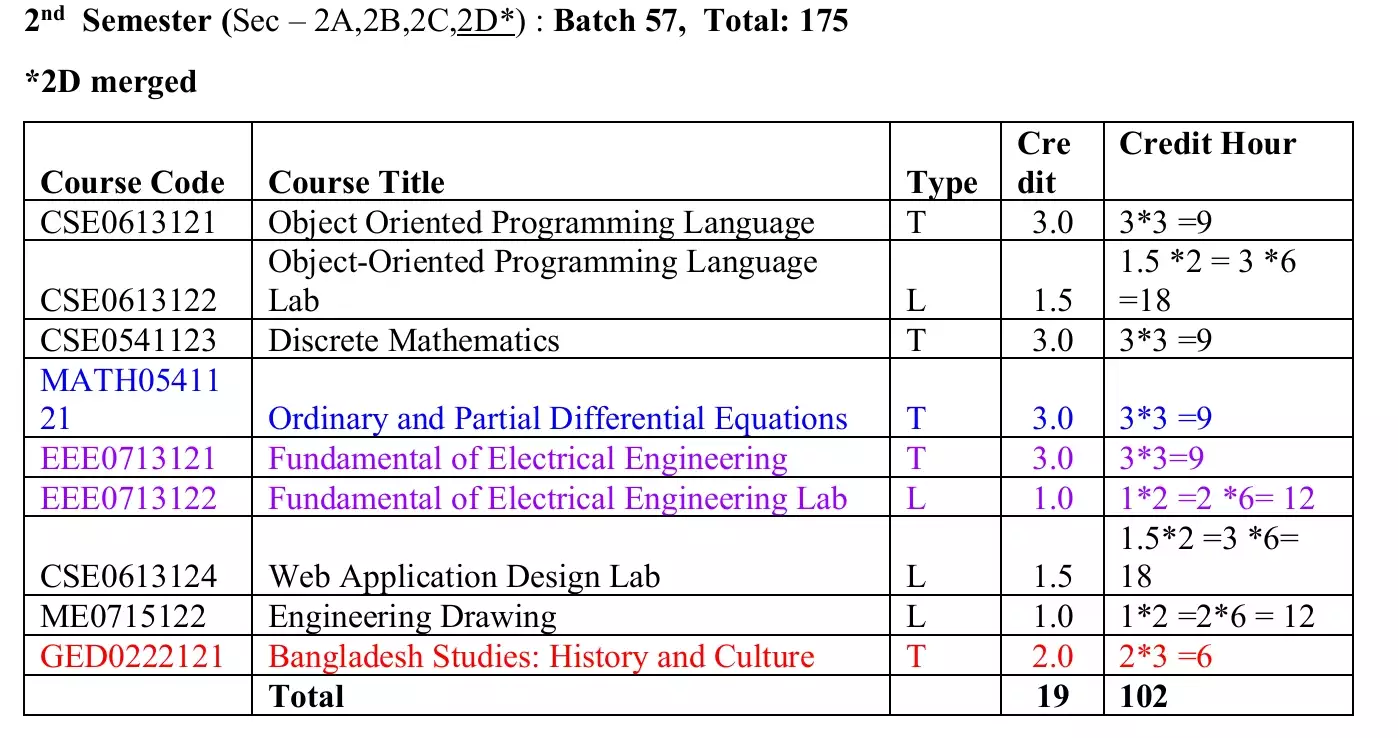 2nd Semester (Sec – 2A,2B,2C,2D*) : Batch 57, Total: 175
*2D merged
Course Code Course Title Type Cre dit Credit Hour
CSE0613121 Object Oriented Programming Language T 3.0 3*3 =9
CSE0613122 Object-Oriented Programming Language Lab L 1.5 1.5 *2 = 3 *6 =18
CSE0541123 Discrete Mathematics T 3.0 3*3 =9
MATH05411 21 Ordinary and Partial Differential Equations T 3.0 3*3 =9
EEE0713121 Fundamental of Electrical Engineering T 3.0 3*3=9
EEE0713122 Fundamental of Electrical Engineering Lab L 1.0 1*2 =2 *6= 12
CSE0613124 Web Application Design Lab L 1.5 1.5*2 =3 *6= 18
ME0715122 Engineering Drawing L 1.0 1*2 =2*6 = 12
GED0222121 Bangladesh Studies: History and Culture T 2.0 2*3 =6
Total 19 102